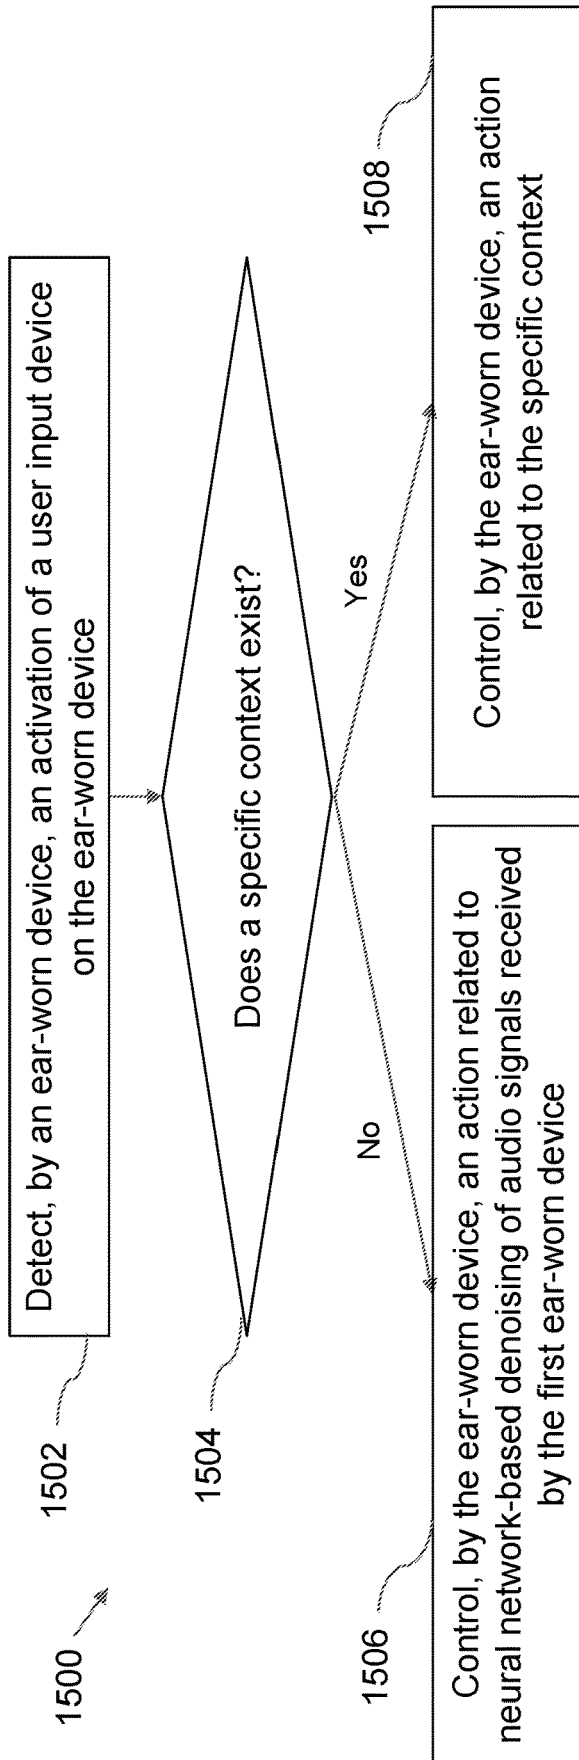 1500
1502
Detect, by an ear-worn device, an activation of a user input device
on the ear-worn device
1504
Does a specific context exist?
No
Yes
1506
Control, by the ear-worn device, an action related to
neural network-based denoising of audio signals received
by the first ear-worn device
1508
Control, by the ear-worn device, an action
related to the specific context